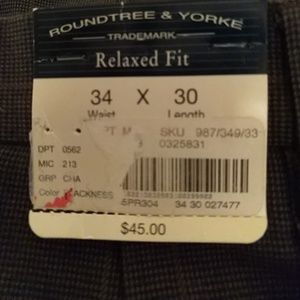 ROUNDTREE & YORKE
TRADEMARK
Relaxed Fit
34 X 30
Waist Length
SKU 987/349/33
0325831
DPT 0562
MIC 213
GRP CHA
Color BLACKNESS
5PR304 34 30 027477
$45.00